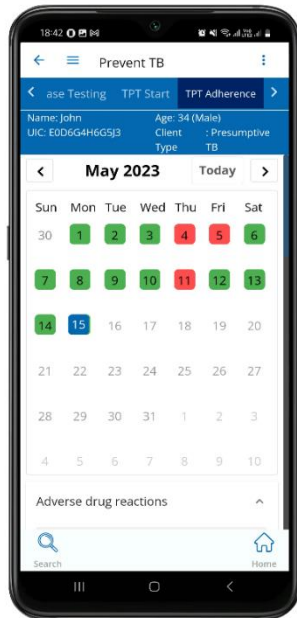 18:42
Prevent TB
ase Testing TPT Start TPT Adherence
Name: John Age: 34 (Male)
UIC: E0D6G4H6G5J3 Client : Presumptive
Type TB
May 2023 Today
Sun Mon Tue Wed Thu Fri Sat
30 1 2 3 4 5 6
7 8 9 10 11 12 13
14 15 16 17 18 19 20
21 22 23 24 25 26 27
28 29 30 31 1 2 3
4 5 6 7 8 9 10
Adverse drug reactions
Search Home